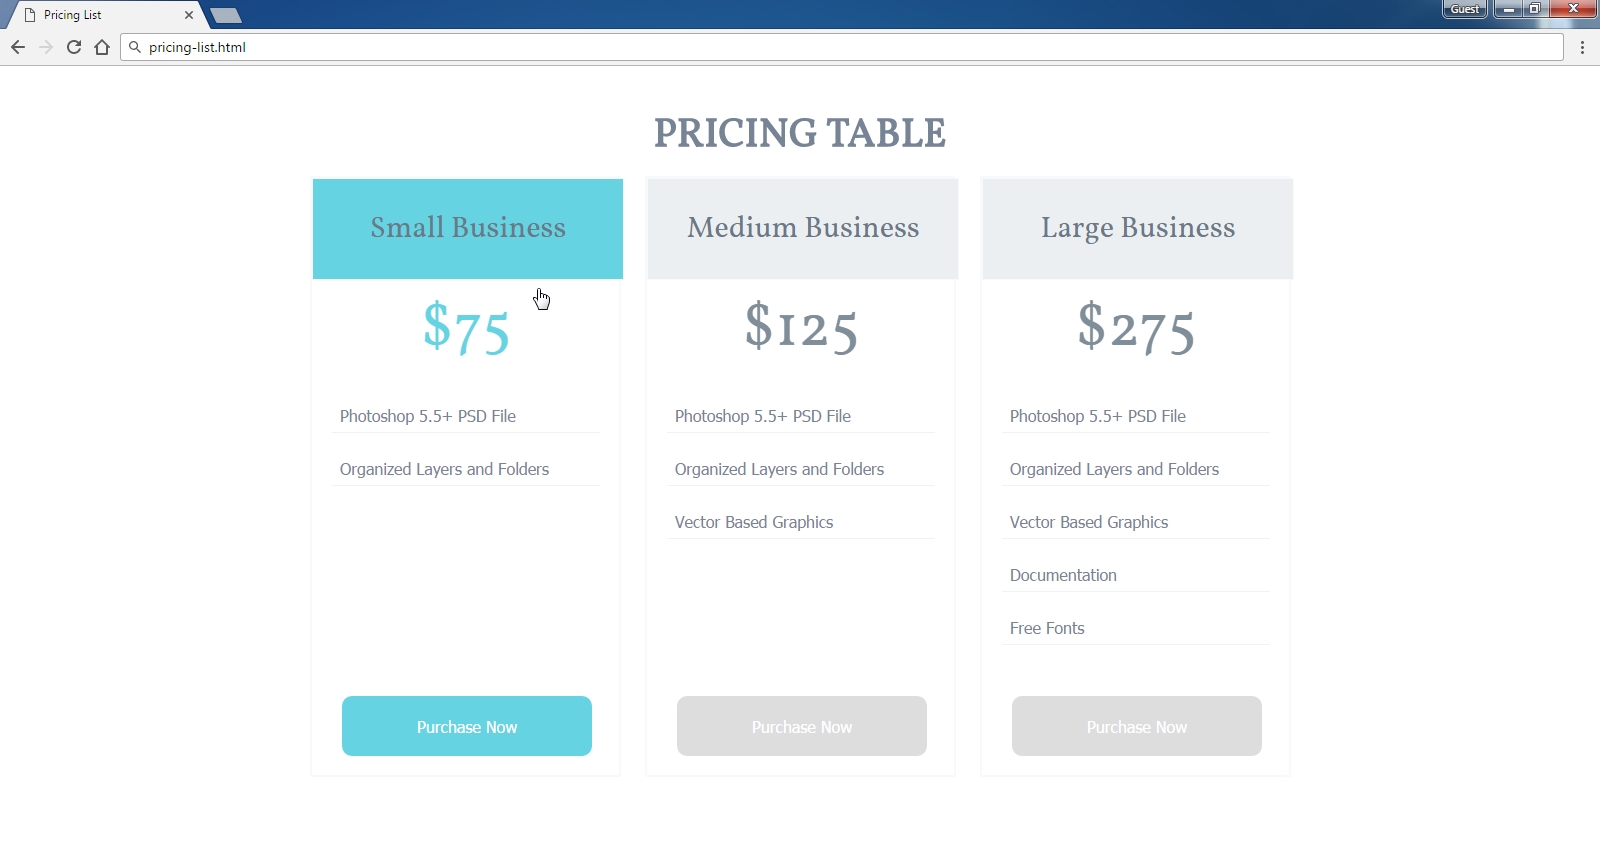 Pricing List
Guest
pricing-list.html
PRICING TABLE
Small Business
$75
Photoshop 5.5+ PSD File
Organized Layers and Folders
Purchase Now
Medium Business
$125
Photoshop 5.5+ PSD File
Organized Layers and Folders
Vector Based Graphics
Purchase Now
Large Business
$275
Photoshop 5.5+ PSD File
Organized Layers and Folders
Vector Based Graphics
Documentation
Free Fonts
Purchase Now